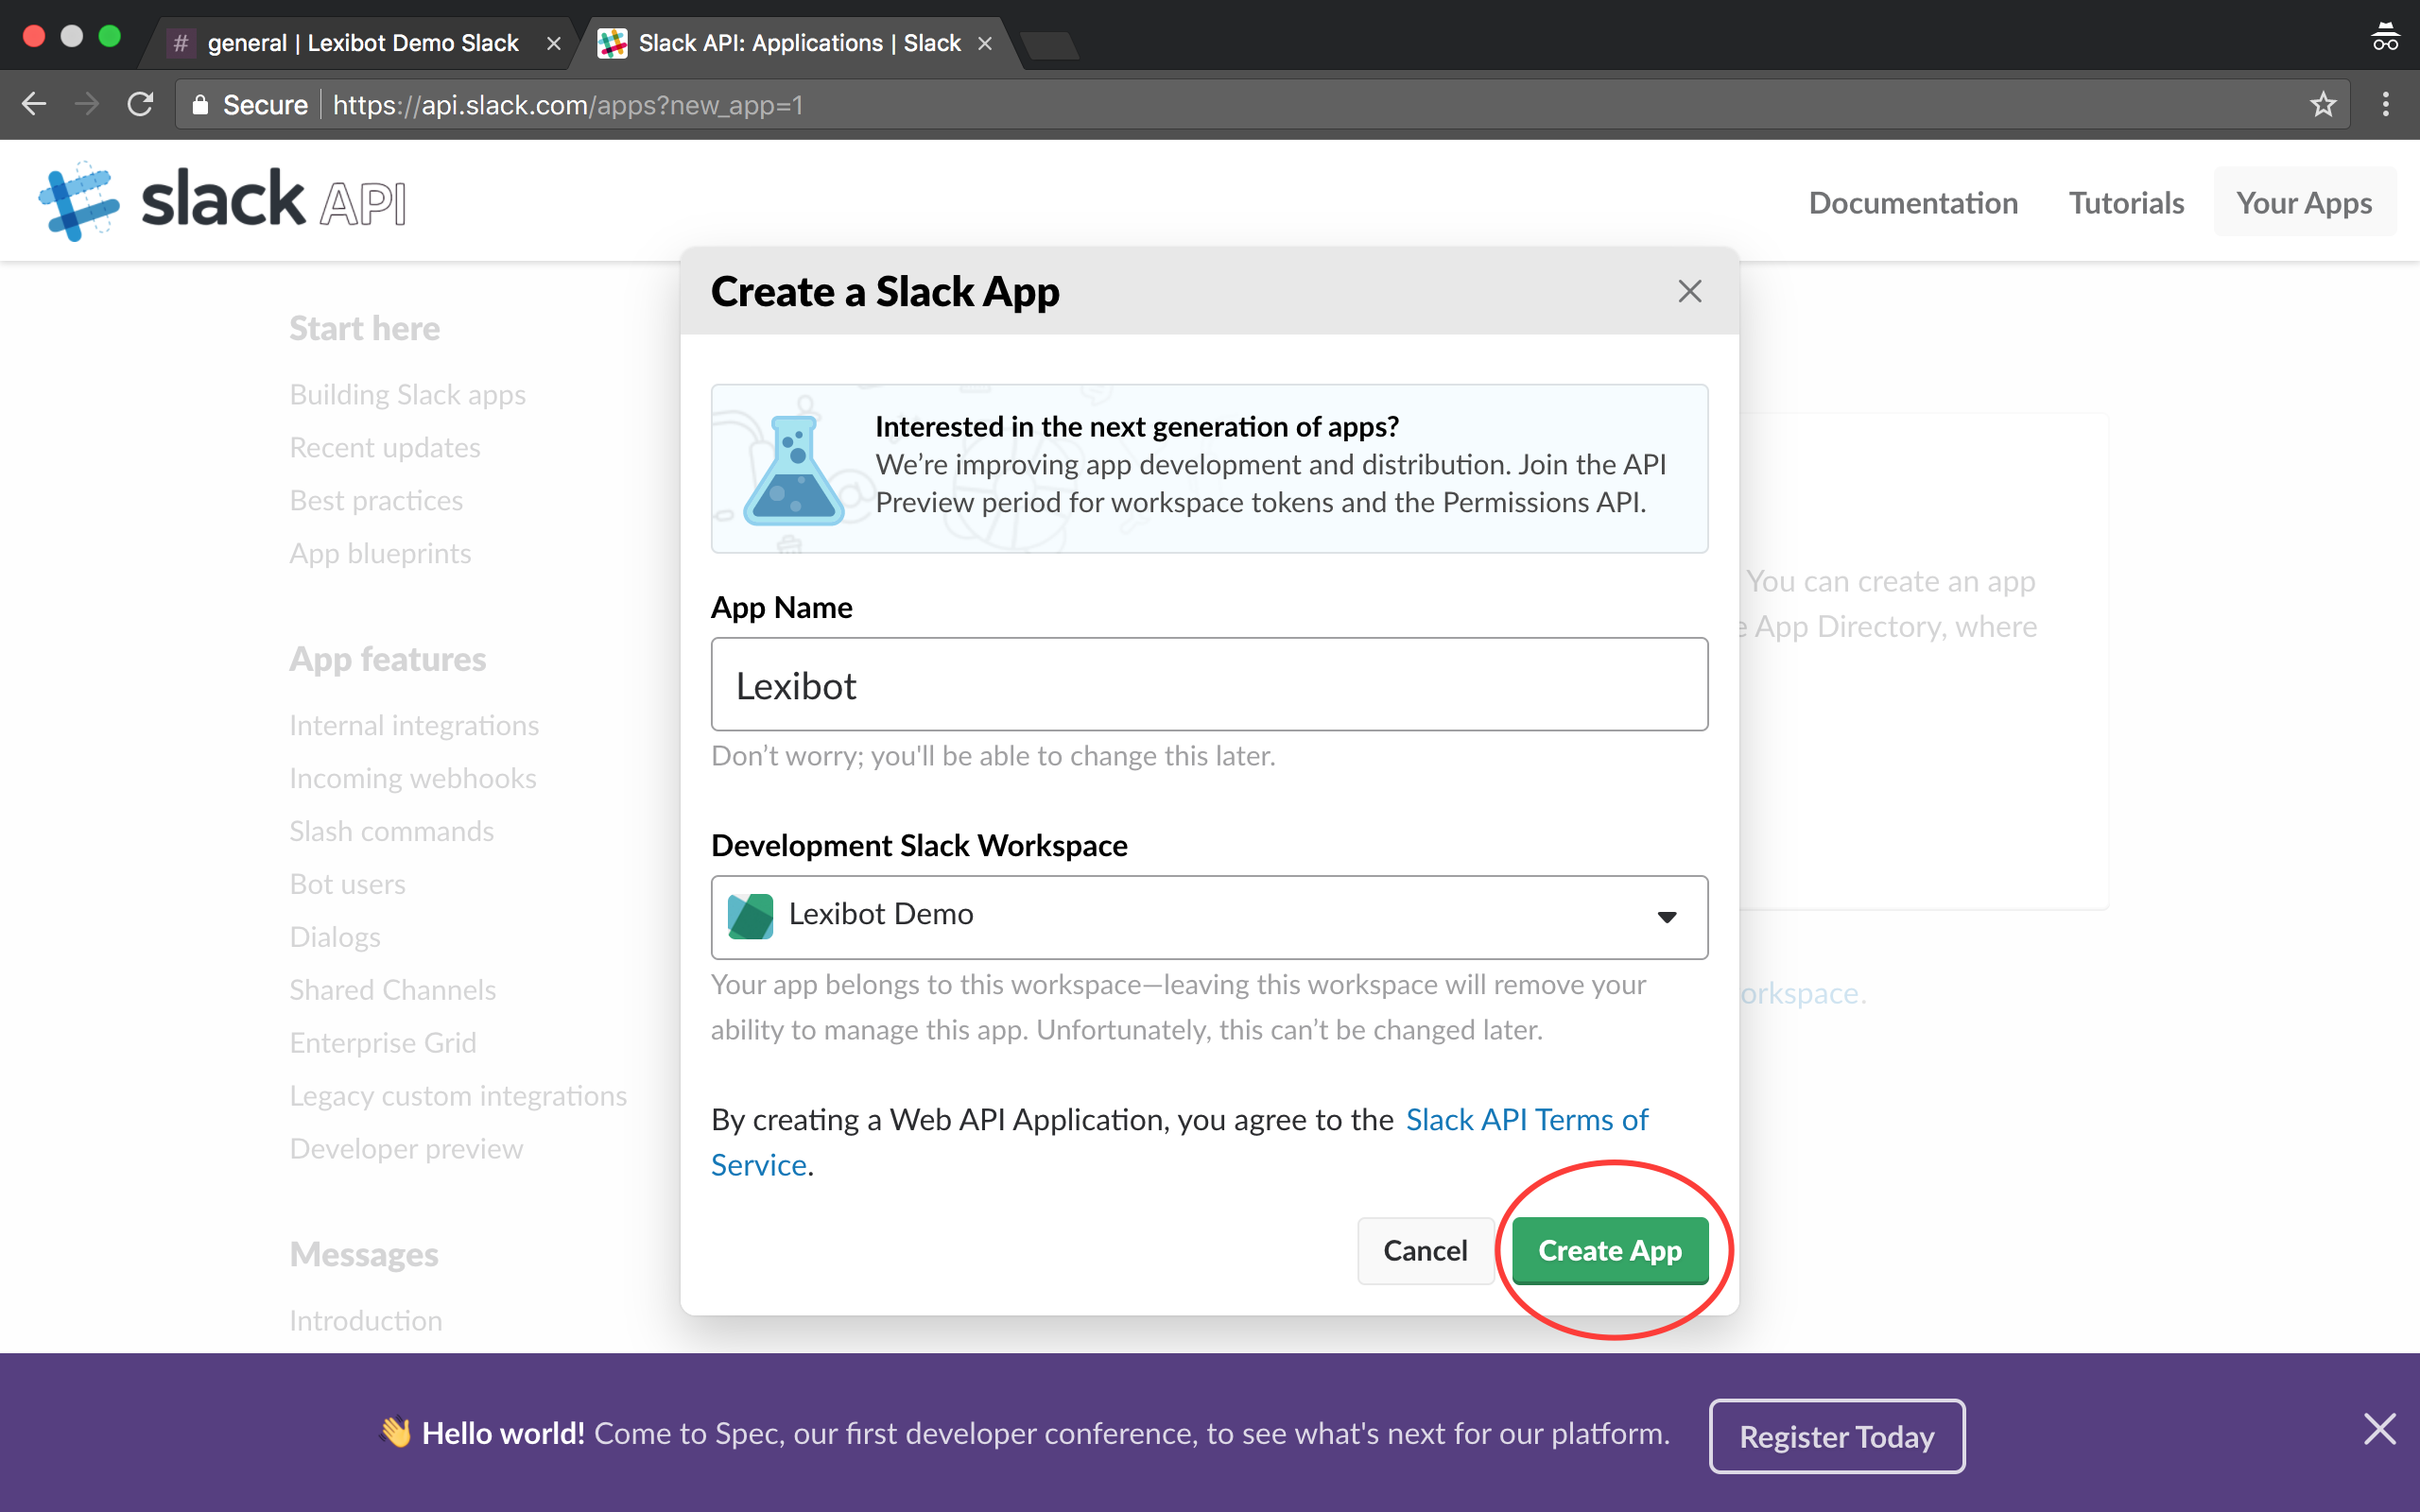 # general | Lexibot Demo Slack ×
Slack API: Applications | Slack ×
Secure | https://api.slack.com/apps?new_app=1
slack API
Documentation
Tutorials
Your Apps
Start here
Building Slack apps
Recent updates
Best practices
App blueprints
App features
Internal integrations
Incoming webhooks
Slash commands
Bot users
Dialogs
Shared Channels
Enterprise Grid
Legacy custom integrations
Developer preview
Messages
Introduction
Create a Slack App
Interested in the next generation of apps?
We’re improving app development and distribution. Join the API
Preview period for workspace tokens and the Permissions API.
App Name
Lexibot
Don’t worry; you'll be able to change this later.
Development Slack Workspace
Lexibot Demo
Your app belongs to this workspace—leaving this workspace will remove your
ability to manage this app. Unfortunately, this can’t be changed later.
By creating a Web API Application, you agree to the Slack API Terms of
Service.
Cancel
Create App
You can create an app
App Directory, where
orkspace.
👋 Hello world! Come to Spec, our first developer conference, to see what's next for our platform.
Register Today